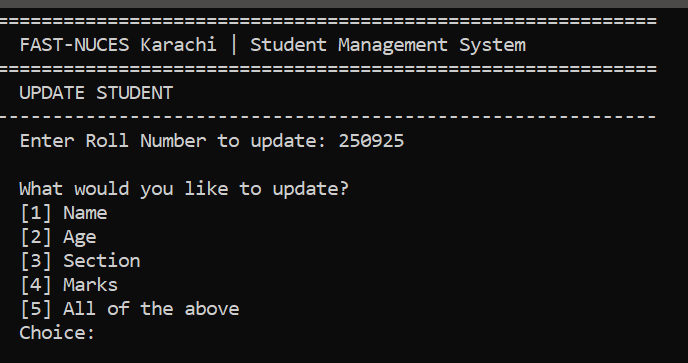 ============================================================
FAST-NUCES Karachi | Student Management System
============================================================
UPDATE STUDENT
------------------------------------------------------------
Enter Roll Number to update: 250925
What would you like to update?
[1] Name
[2] Age
[3] Section
[4] Marks
[5] All of the above
Choice: